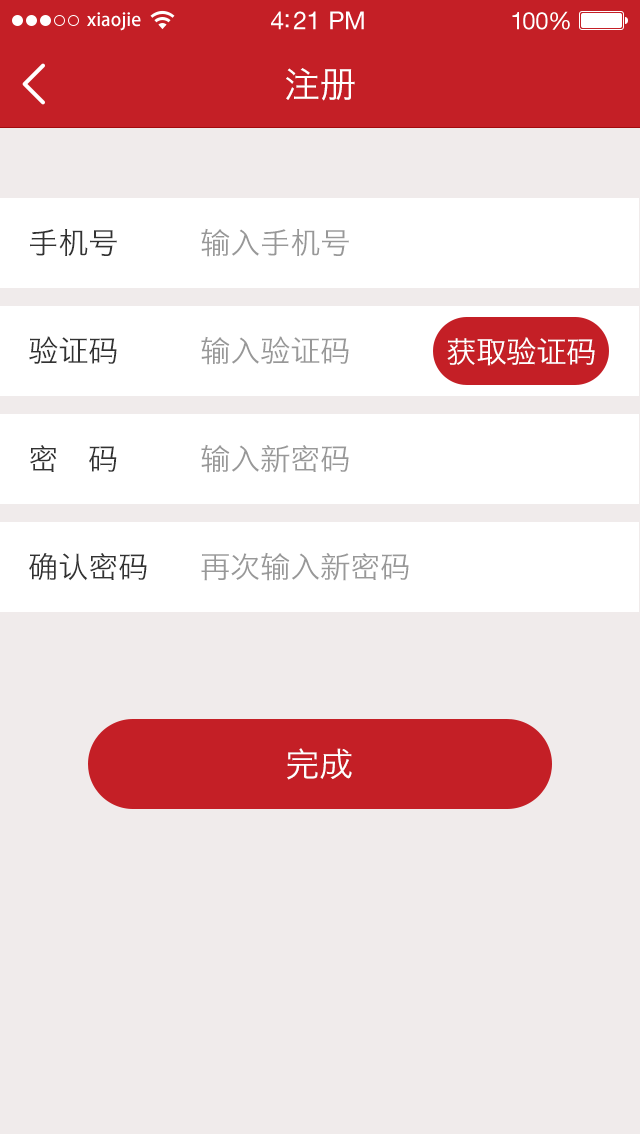 xiaojie 4:21 PM 100%
注册
手机号 输入手机号
验证码 输入验证码 获取验证码
密 码 输入新密码
确认密码 再次输入新密码
完成